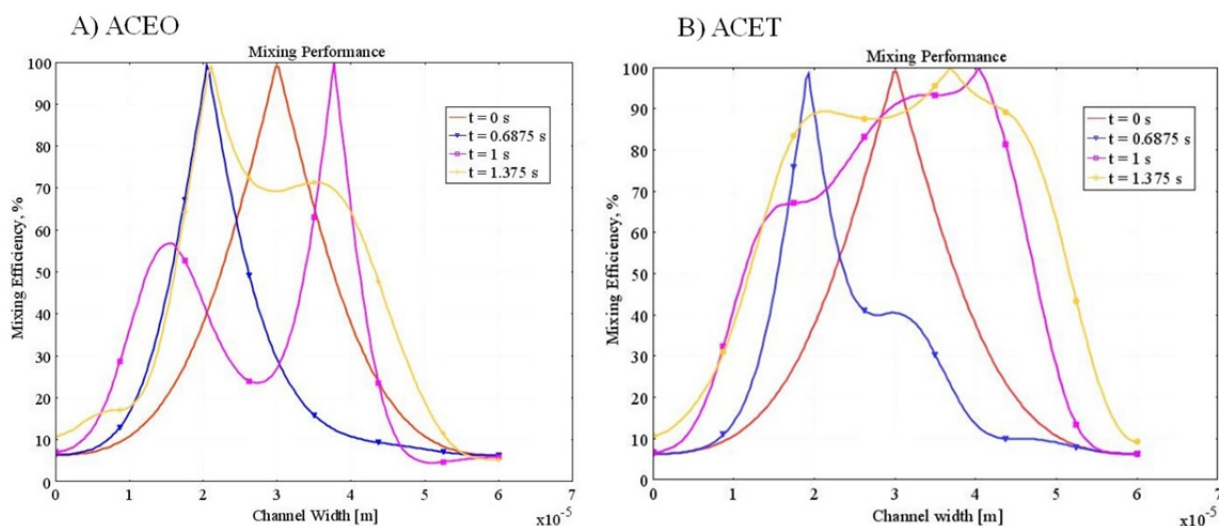 A) ACEO
Mixing Performance
Mixing Efficiency, %
100
90
80
70
60
50
40
30
20
10
0
t = 0 s
t = 0.6875 s
t = 1 s
t = 1.375 s
0 1 2 3 4 5 6 7
Channel Width [m]
x10⁻⁵
B) ACET
Mixing Performance
Mixing Efficiency, %
100
90
80
70
60
50
40
30
20
10
0
t = 0 s
t = 0.6875 s
t = 1 s
t = 1.375 s
0 1 2 3 4 5 6 7
Channel width [m]
x10⁻⁵